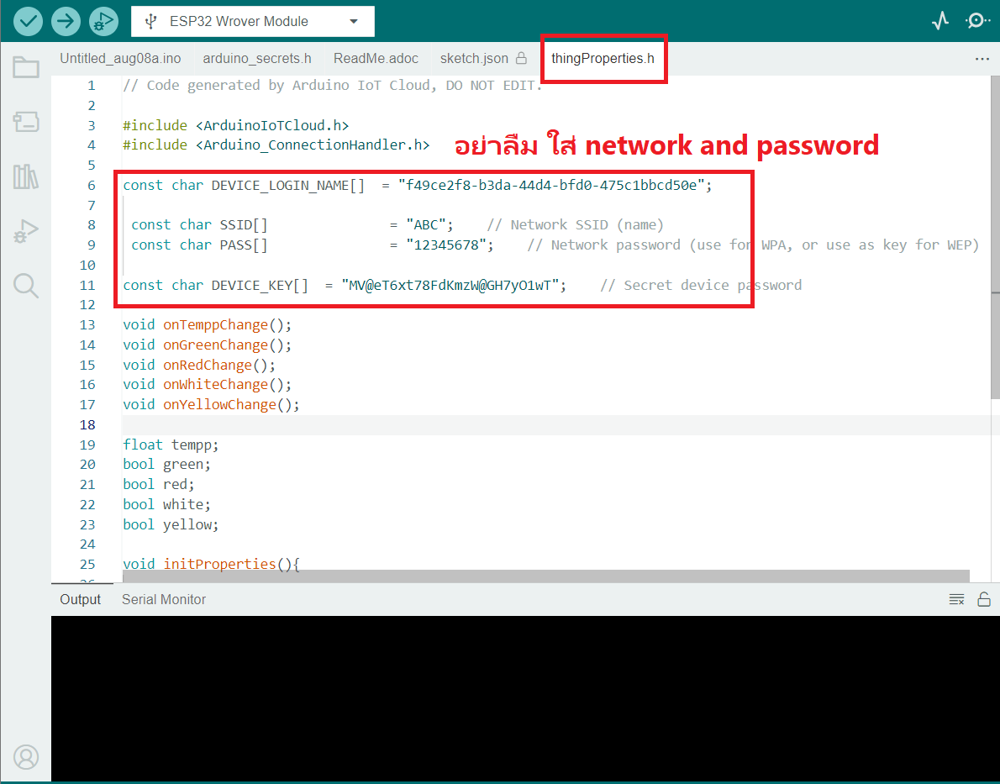 ESP32 Wrover Module
Untitled_aug08a.ino arduino_secrets.h ReadMe.adoc sketch.json thingProperties.h ...
1 // Code generated by Arduino IoT Cloud, DO NOT EDIT.
2
3 #include <ArduinoIoTCloud.h>
4 #include <Arduino_ConnectionHandler.h>
อย่าลืม ใส่ network and password
5
6 const char DEVICE_LOGIN_NAME[] = "f49ce2f8-b3da-44d4-bfd0-475c1bbcd50e";
7
8 const char SSID[] = "ABC"; // Network SSID (name)
9 const char PASS[] = "12345678"; // Network password (use for WPA, or use as key for WEP)
10
11 const char DEVICE_KEY[] = "MV@eT6xt78FdKmzW@GH7yO1wT"; // Secret device password
12
13 void onTemppChange();
14 void onGreenChange();
15 void onRedChange();
16 void onWhiteChange();
17 void onYellowChange();
18
19 float tempp;
20 bool green;
21 bool red;
22 bool white;
23 bool yellow;
24
25 void initProperties(){
Output Serial Monitor